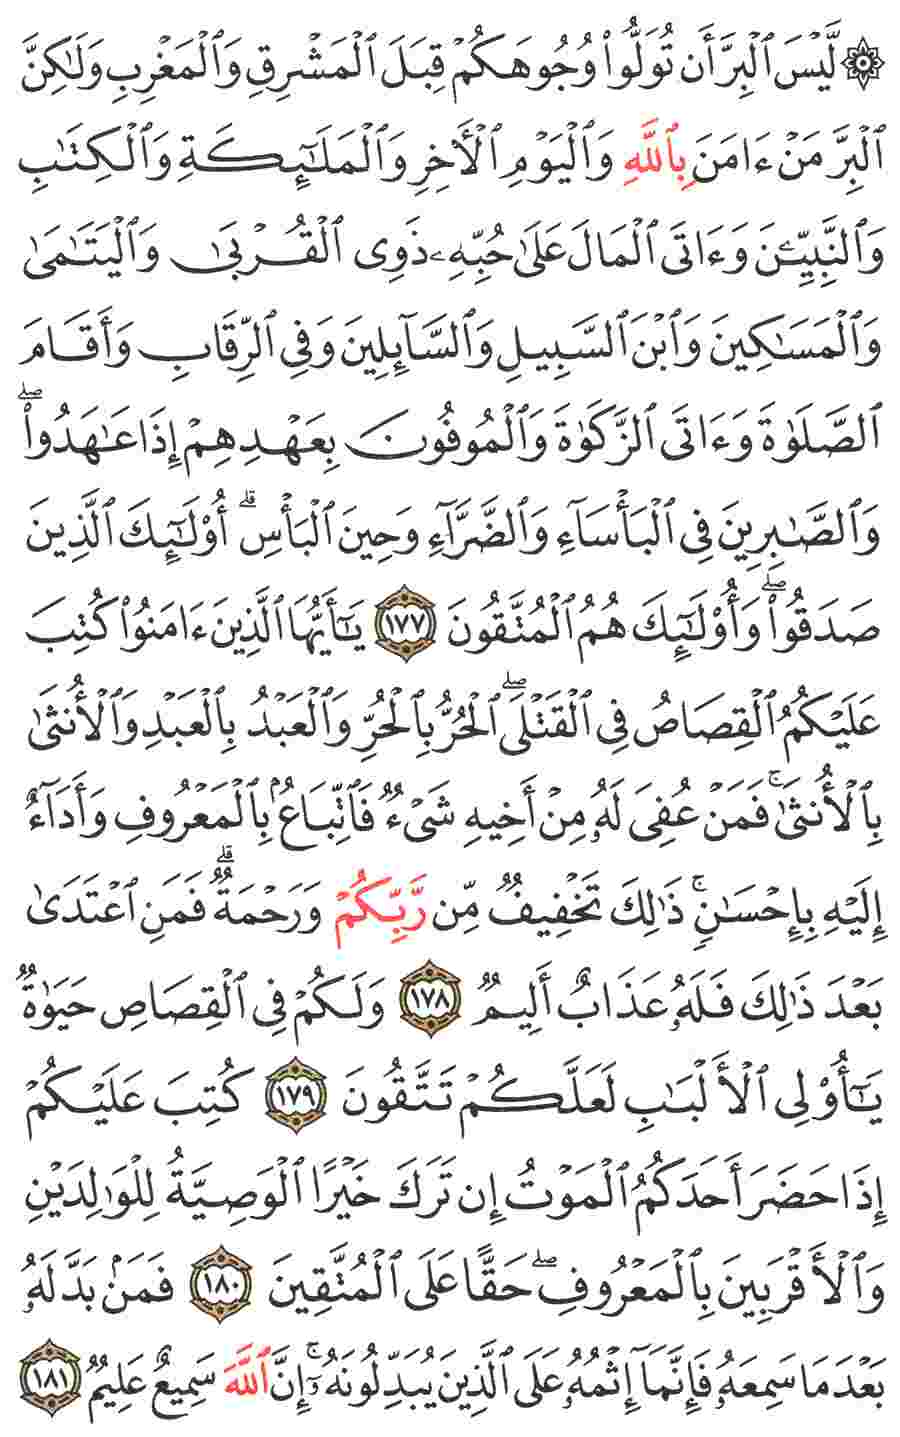 ۞ لَّيْسَ ٱلْبِرَّ أَن تُوَلُّوا۟ وُجُوهَكُمْ قِبَلَ ٱلْمَشْرِقِ وَٱلْمَغْرِبِ وَلَٰكِنَّ
ٱلْبِرَّ مَنْ ءَامَنَ بِٱللَّهِ وَٱلْيَوْمِ ٱلْأَخِرِ وَٱلْمَلَٰٓئِكَةِ وَٱلْكِتَٰبِ
وَٱلنَّبِيِّۦنَ وَءَاتَى ٱلْمَالَ عَلَىٰ حُبِّهِۦ ذَوِى ٱلْقُرْبَىٰ وَٱلْيَتَٰمَىٰ
وَٱلْمَسَٰكِينَ وَٱبْنَ ٱلسَّبِيلِ وَٱلسَّآئِلِينَ وَفِى ٱلرِّقَابِ وَأَقَامَ
ٱلصَّلَوٰةَ وَءَاتَى ٱلزَّكَوٰةَ وَٱلْمُوفُونَ بِعَهْدِهِمْ إِذَا عَٰهَدُوا۟ ۖ
وَٱلصَّٰبِرِينَ فِى ٱلْبَأْسَآءِ وَٱلضَّرَّآءِ وَحِينَ ٱلْبَأْسِ ۗ أُو۟لَٰٓئِكَ ٱلَّذِينَ
صَدَقُوا۟ ۖ وَأُو۟لَٰٓئِكَ هُمُ ٱلْمُتَّقُونَ ١٧٧ يَٰٓأَيُّهَا ٱلَّذِينَ ءَامَنُوا۟ كُتِبَ
عَلَيْكُمُ ٱلْقِصَاصُ فِى ٱلْقَتْلَى ۖ ٱلْحُرُّ بِٱلْحُرِّ وَٱلْعَبْدُ بِٱلْعَبْدِ وَٱلْأُنثَىٰ
بِٱلْأُنثَىٰ ۚ فَمَنْ عُفِىَ لَهُۥ مِنْ أَخِيهِ شَىْءٌ فَٱتِّبَاعٌۢ بِٱلْمَعْرُوفِ وَأَدَآءٌ
إِلَيْهِ بِإِحْسَٰنٍ ۗ ذَٰلِكَ تَخْفِيفٌ مِّن رَّبِّكُمْ وَرَحْمَةٌ ۗ فَمَنِ ٱعْتَدَىٰ
بَعْدَ ذَٰلِكَ فَلَهُۥ عَذَابٌ أَلِيمٌ ١٧٨ وَلَكُمْ فِى ٱلْقِصَاصِ حَيَوٰةٌ
يَٰٓأُو۟لِى ٱلْأَلْبَٰبِ لَعَلَّكُمْ تَتَّقُونَ ١٧٩ كُتِبَ عَلَيْكُمْ
إِذَا حَضَرَ أَحَدَكُمُ ٱلْمَوْتُ إِن تَرَكَ خَيْرًا ٱلْوَصِيَّةُ لِلْوَٰلِدَيْنِ
وَٱلْأَقْرَبِينَ بِٱلْمَعْرُوفِ ۖ حَقًّا عَلَى ٱلْمُتَّقِينَ ١٨٠ فَمَنۢ بَدَّلَهُۥ
بَعْدَ مَا سَمِعَهُۥ فَإِنَّمَآ إِثْمُهُۥ عَلَى ٱلَّذِينَ يُبَدِّلُونَهُۥٓ ۚ إِنَّ ٱللَّهَ سَمِيعٌ عَلِيمٌ ١٨١